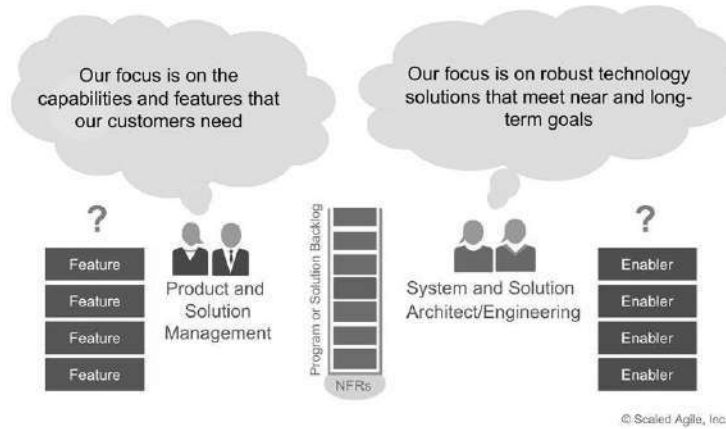 Our focus is on the
capabilities and features that
our customers need
Our focus is on robust technology
solutions that meet near and long-
term goals
?
Feature
Feature
Feature
Feature
Product and
Solution
Management
Program or Solution Backlog
NFRs
System and Solution
Architect/Engineering
?
Enabler
Enabler
Enabler
Enabler
© Scaled Agile, Inc